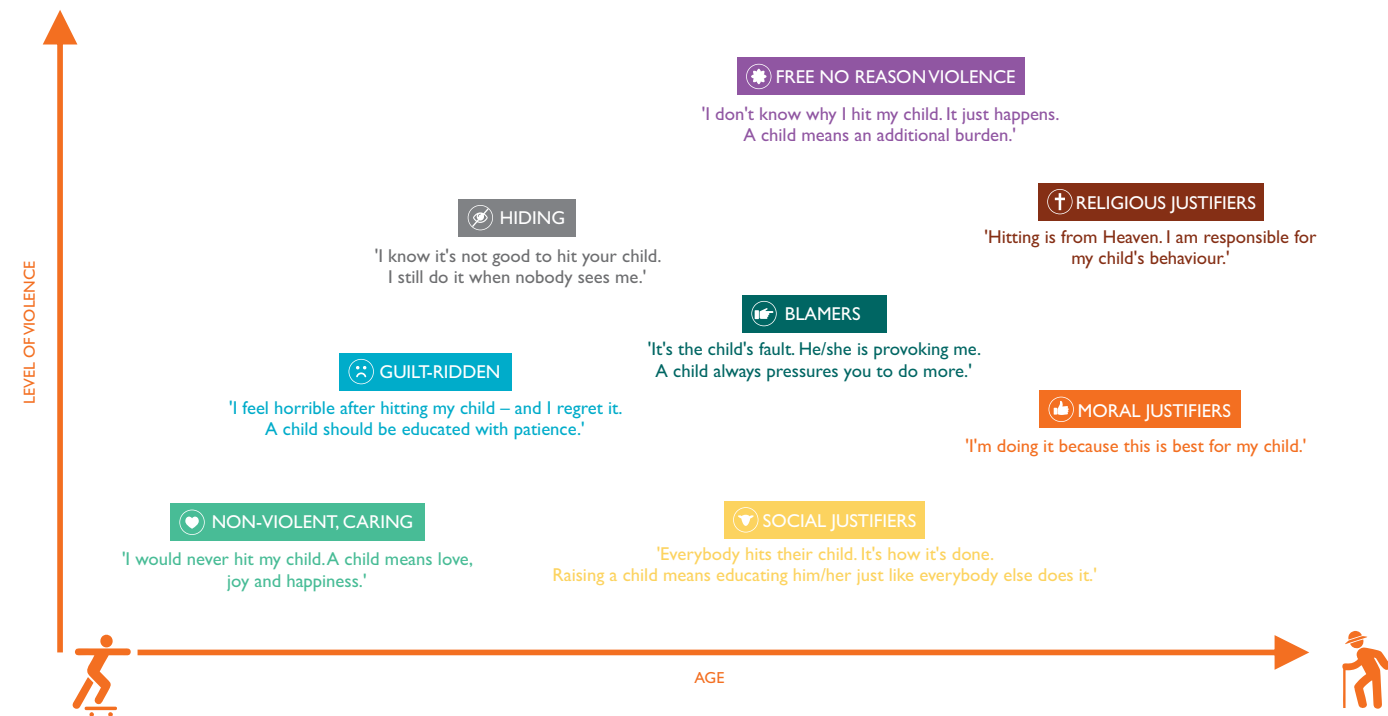 FREE NO REASON VIOLENCE
'I don't know why I hit my child. It just happens.
A child means an additional burden.'
RELIGIOUS JUSTIFIERS
'Hitting is from Heaven. I am responsible for
my child's behaviour.'
HIDING
'I know it's not good to hit your child.
I still do it when nobody sees me.'
LEVEL OF VIOLENCE
BLAMERS
'It's the child's fault. He/she is provoking me.
A child always pressures you to do more.'
GUILT-RIDDEN
'I feel horrible after hitting my child – and I regret it.
A child should be educated with patience.'
MORAL JUSTIFIERS
'I'm doing it because this is best for my child.'
NON-VIOLENT, CARING
'I would never hit my child. A child means love,
joy and happiness.'
SOCIAL JUSTIFIERS
'Everybody hits their child. It's how it's done.
Raising a child means educating him/her just like everybody else does it.'
AGE